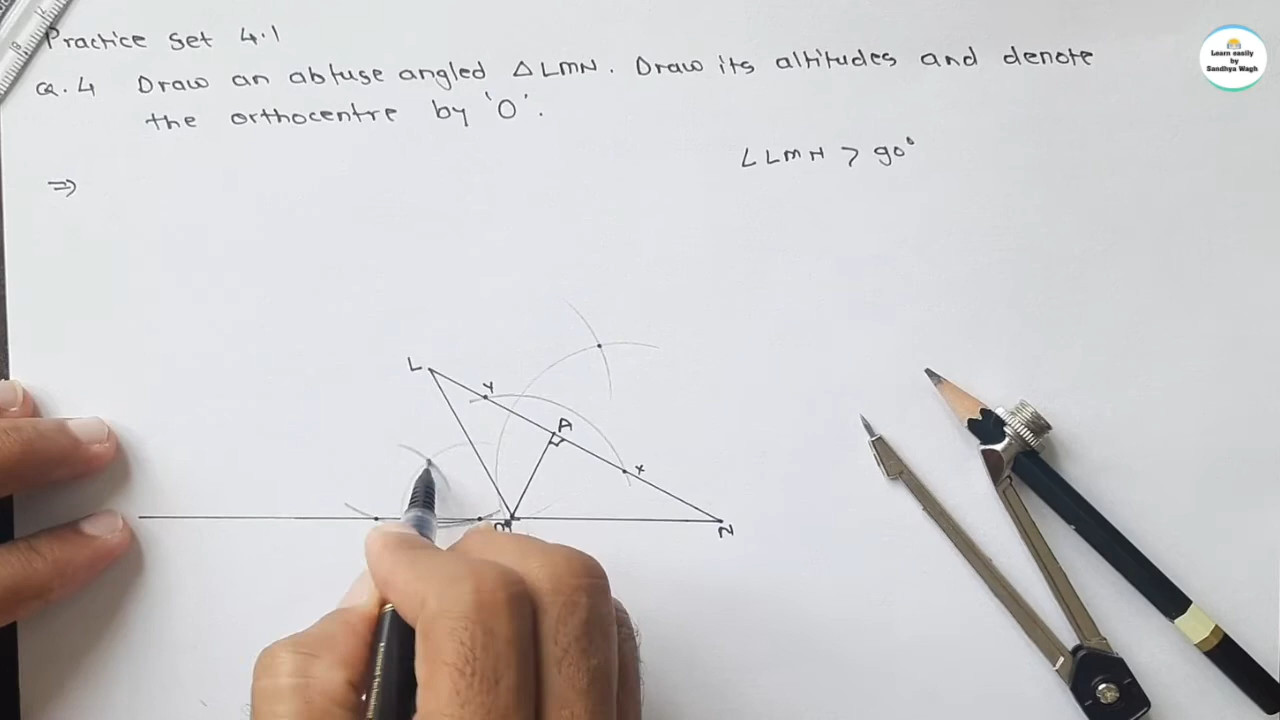 Practice Set 4.1
Q.4 Draw an obtuse angled △LMN. Draw its altitudes and denote
the orthocentre by 'O'.
∠LMN > 90°
⇒
L
Y
A
X
M
N
Learn easily
by
Sandhya Wagh